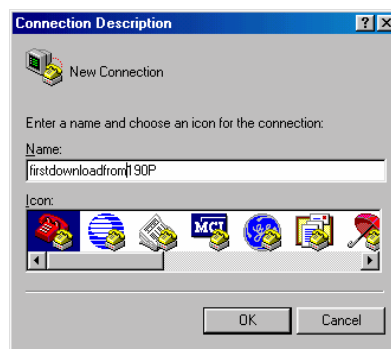 Connection Description
New Connection
Enter a name and choose an icon for the connection:
Name:
firstdownloadfrom190P
Icon:
MCI
OK
Cancel